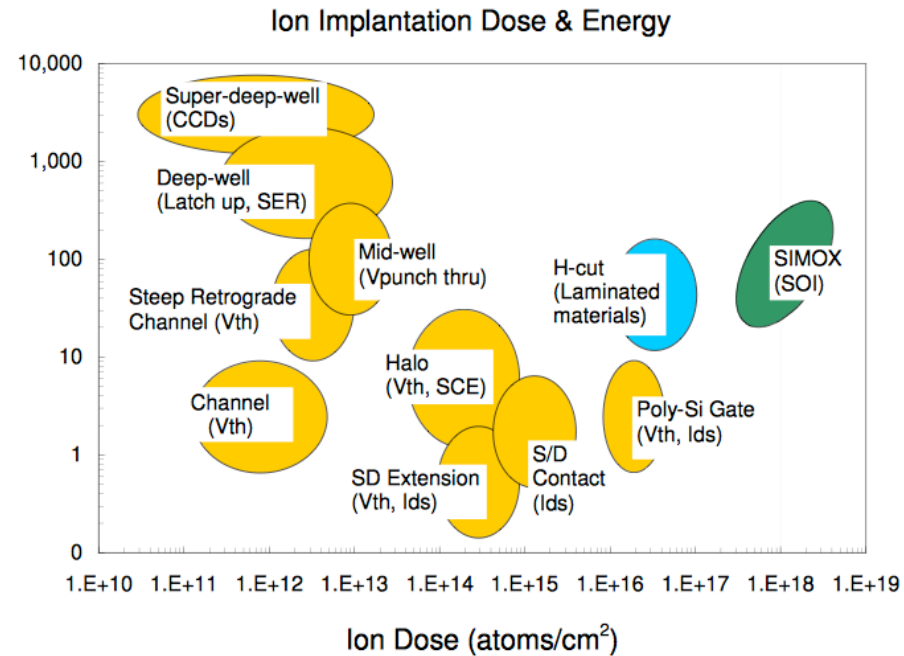 Ion Implantation Dose & Energy
10,000
1,000
100
10
1
0
Super-deep-well
(CCDs)
Deep-well
(Latch up, SER)
Mid-well
(Vpunch thru)
Steep Retrograde
Channel (Vth)
H-cut
(Laminated
materials)
SIMOX
(SOI)
Halo
(Vth, SCE)
Channel
(Vth)
Poly-Si Gate
(Vth, Ids)
S/D
Contact
(Ids)
SD Extension
(Vth, Ids)
1.E+10 1.E+11 1.E+12 1.E+13 1.E+14 1.E+15 1.E+16 1.E+17 1.E+18 1.E+19
Ion Dose (atoms/cm²)